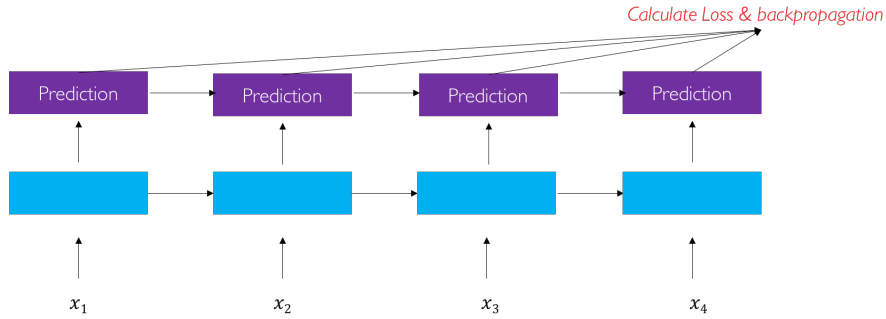 Calculate Loss & backpropagation
Prediction Prediction Prediction Prediction
x₁ x₂ x₃ x₄